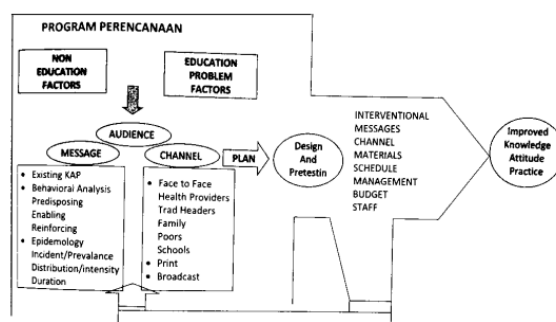 PROGRAM PERENCANAAN
NON
EDUCATION
FACTORS
EDUCATION
PROBLEM
FACTORS
AUDIENCE
MESSAGE
CHANNEL
PLAN
• Existing KAP
• Behavioral Analysis
Predisposing
Enabling
Reinforcing
• Epidemology
Incident/Prevalance
Distribution/intensity
Duration
• Face to Face
Health Providers
Trad Headers
Family
Poors
Schools
• Print
• Broadcast
Design
And
Pretestin
INTERVENTIONAL
MESSAGES
CHANNEL
MATERIALS
SCHEDULE
MANAGEMENT
BUDGET
STAFF
Improved
Knowledge
Attitude
Practice